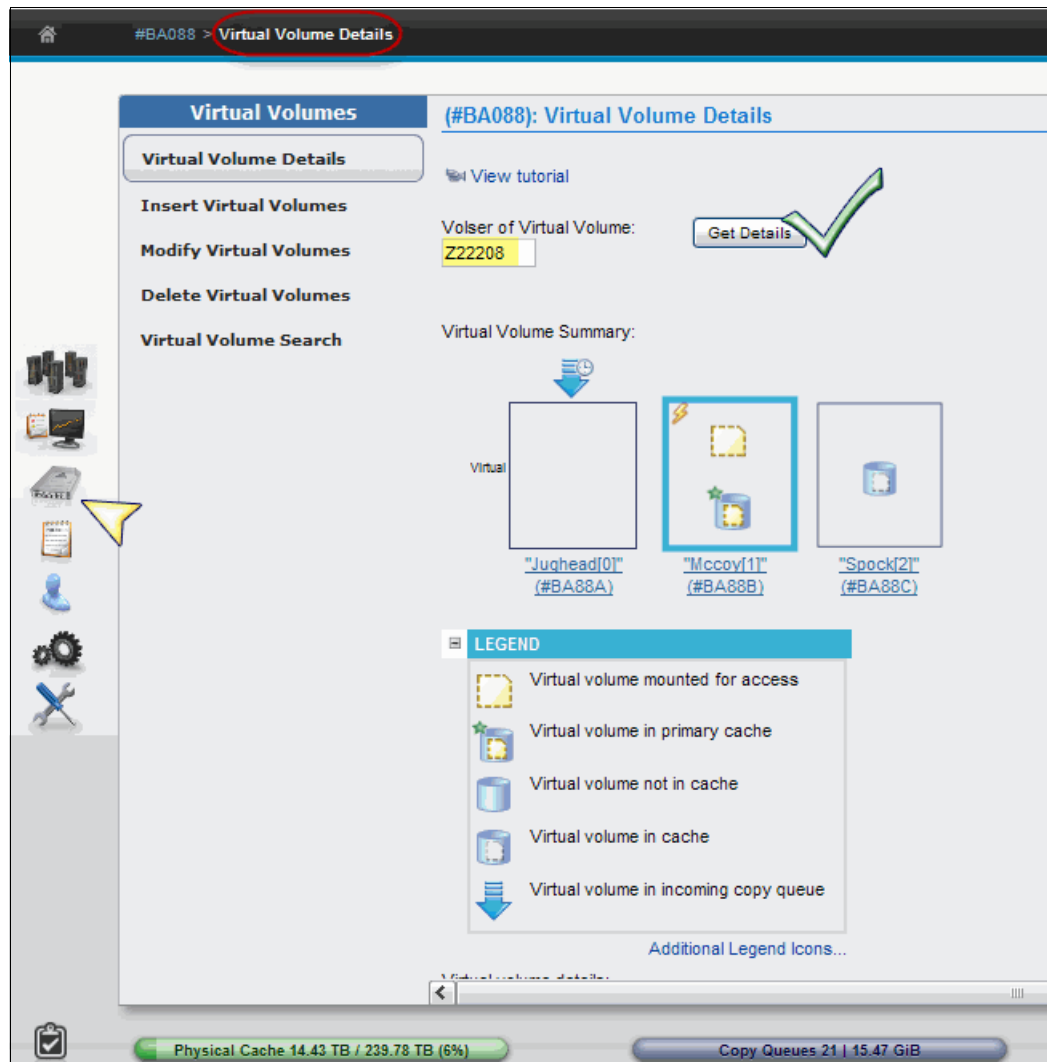 #BA088 > Virtual Volume Details
Virtual Volumes
Virtual Volume Details
Insert Virtual Volumes
Modify Virtual Volumes
Delete Virtual Volumes
Virtual Volume Search
(#BA088): Virtual Volume Details
View tutorial
Volser of Virtual Volume:
Get Details
Z22208
Virtual Volume Summary:
Virtual
"Jughead[0]" "Mccoy[1]" "Spock[2]"
(#BA88A) (#BA88B) (#BA88C)
LEGEND
Virtual volume mounted for access
Virtual volume in primary cache
Virtual volume not in cache
Virtual volume in cache
Virtual volume in incoming copy queue
Additional Legend Icons...
Virtual volume details:
Physical Cache 14.43 TB / 239.78 TB (6%)
Copy Queues 21 | 15.47 GiB